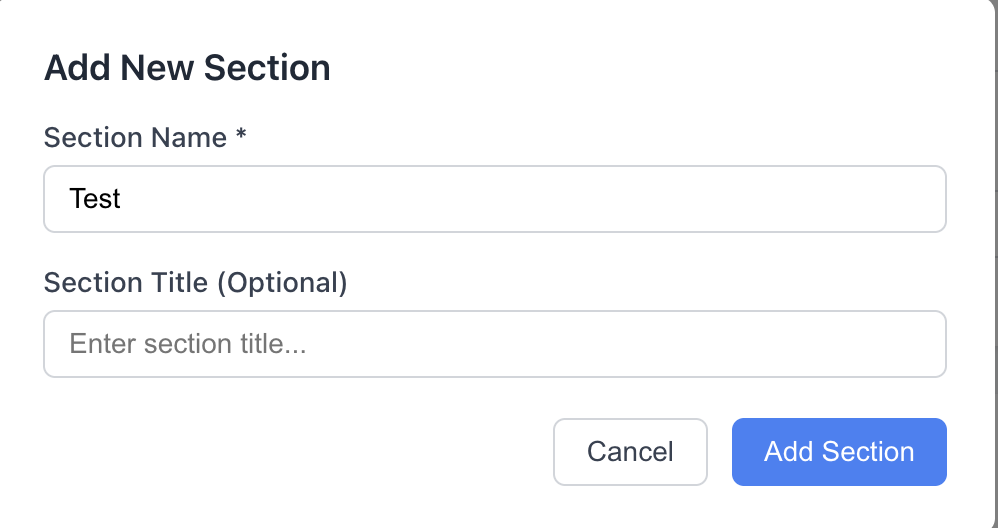 Add New Section
Section Name *
Test
Section Title (Optional)
Enter section title...
Cancel Add Section